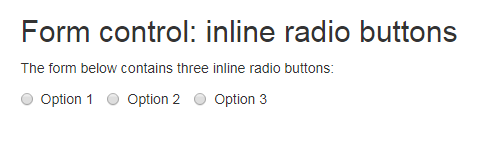 Form control: inline radio buttons
The form below contains three inline radio buttons:
Option 1 Option 2 Option 3